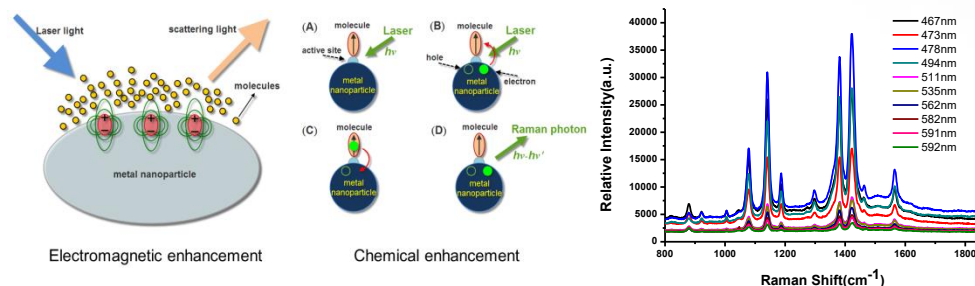 Laser light
scattering light
molecules
+ + +
− − −
metal nanoparticle
Electromagnetic enhancement
(A)
molecule
Laser
hν
active site
metal
nanoparticle
(B)
molecule
Laser
hν
hole
electron
metal
nanoparticle
(C)
molecule
metal
nanoparticle
(D)
molecule
Raman photon
hν-hν'
metal
nanoparticle
Chemical enhancement
Relative Intensity(a.u.)
40000
35000
30000
25000
20000
15000
10000
5000
0
800 1000 1200 1400 1600 1800
Raman Shift(cm⁻¹)
467nm
473nm
478nm
494nm
511nm
535nm
562nm
582nm
591nm
592nm